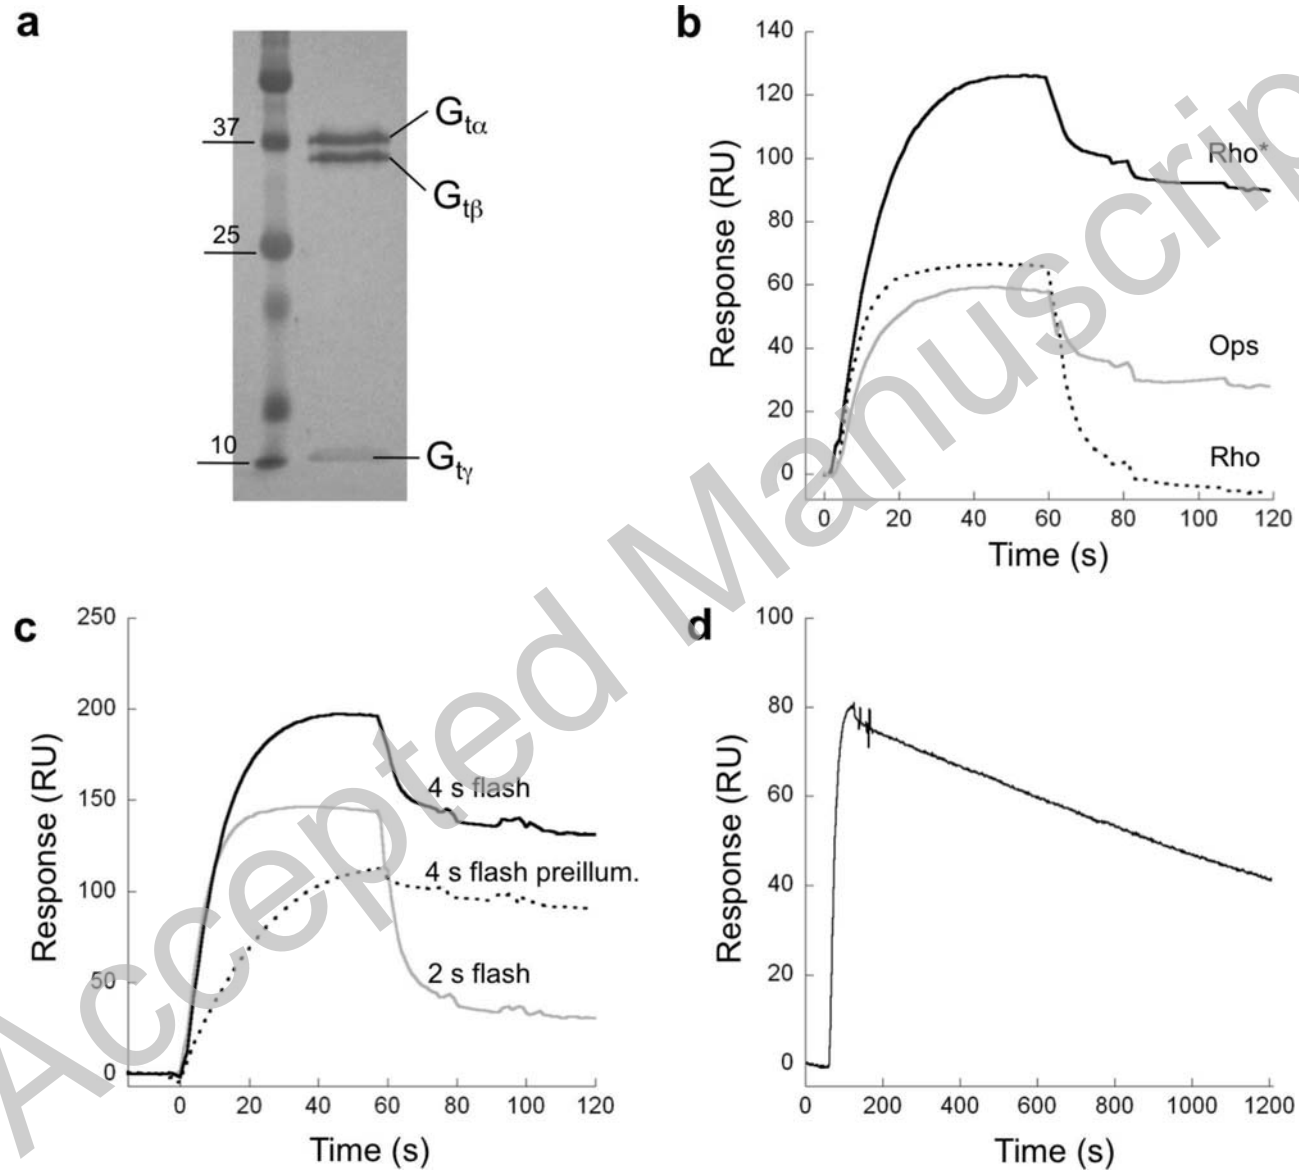 a
37
25
10
Gtα
Gtβ
Gtγ
b
Response (RU)
140
120
100
80
60
40
20
0
Rho*
Ops
Rho
0 20 40 60 80 100 120
Time (s)
c
Response (RU)
250
200
150
100
50
0
4 s flash
4 s flash preillum.
2 s flash
0 20 40 60 80 100 120
Time (s)
d
Response (RU)
100
80
60
40
20
0
0 200 400 600 800 1000 1200
Time (s)
Accepted Manuscrip